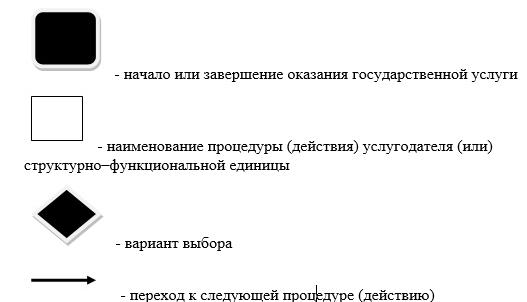 - начало или завершение оказания государственной услуги
- наименование процедуры (действия) услугодателя (или)
структурно–функциональной единицы
- вариант выбора
- переход к следующей процедуре (действию)